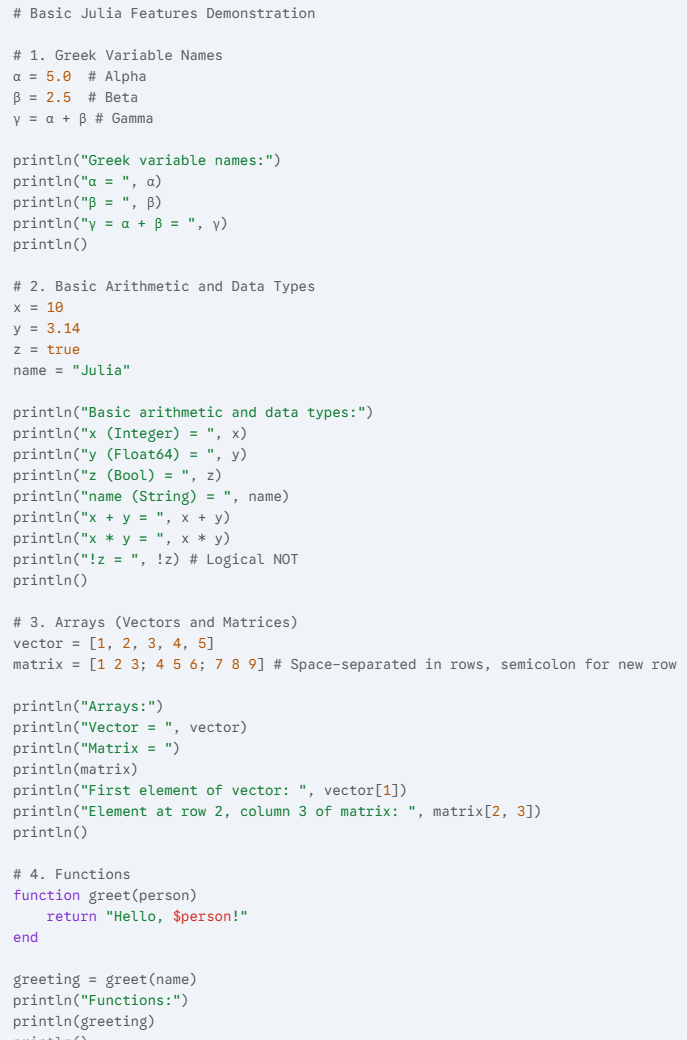 # Basic Julia Features Demonstration
# 1. Greek Variable Names
α = 5.0  # Alpha
β = 2.5  # Beta
γ = α + β # Gamma
println("Greek variable names:")
println("α = ", α)
println("β = ", β)
println("γ = α + β = ", γ)
println()
# 2. Basic Arithmetic and Data Types
x = 10
y = 3.14
z = true
name = "Julia"
println("Basic arithmetic and data types:")
println("x (Integer) = ", x)
println("y (Float64) = ", y)
println("z (Bool) = ", z)
println("name (String) = ", name)
println("x + y = ", x + y)
println("x * y = ", x * y)
println("!z = ", !z) # Logical NOT
println()
# 3. Arrays (Vectors and Matrices)
vector = [1, 2, 3, 4, 5]
matrix = [1 2 3; 4 5 6; 7 8 9] # Space-separated in rows, semicolon for new row
println("Arrays:")
println("Vector = ", vector)
println("Matrix = ")
println(matrix)
println("First element of vector: ", vector[1])
println("Element at row 2, column 3 of matrix: ", matrix[2, 3])
println()
# 4. Functions
function greet(person)
    return "Hello, $person!"
end
greeting = greet(name)
println("Functions:")
println(greeting)